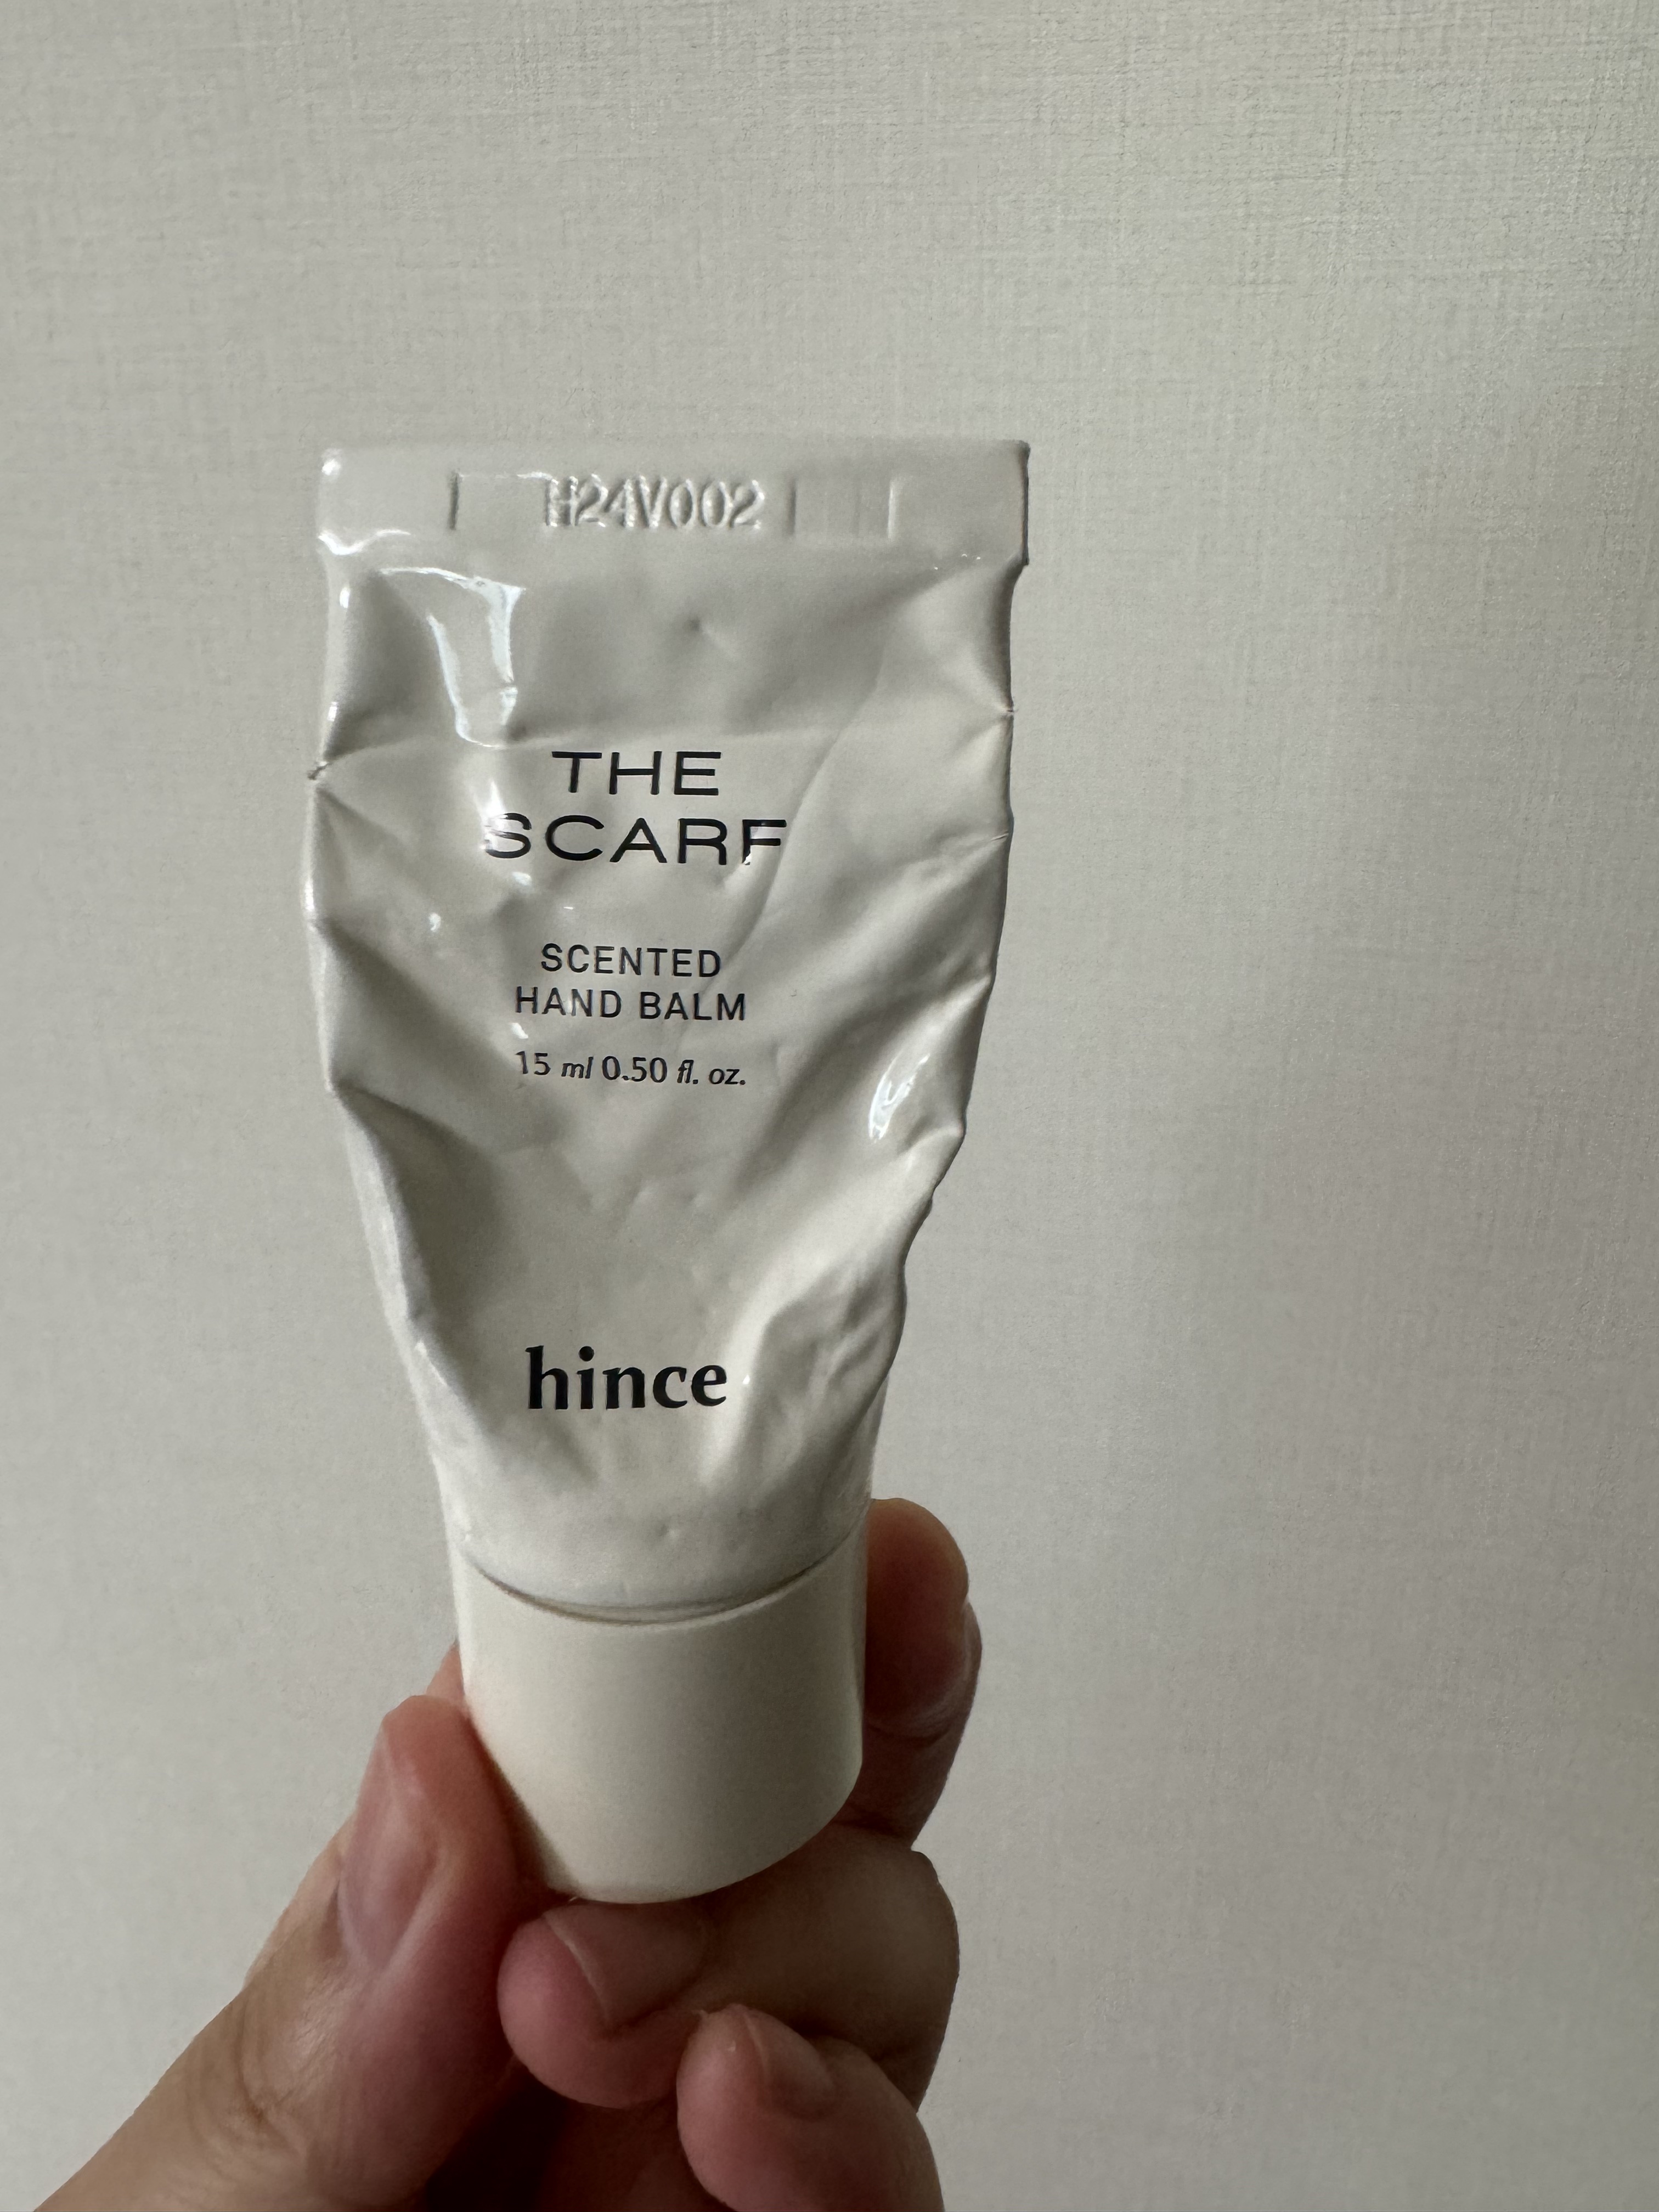 H24V002
THE
SCARF
SCENTED
HAND BALM
15 ml 0.50 fl. oz.
hince